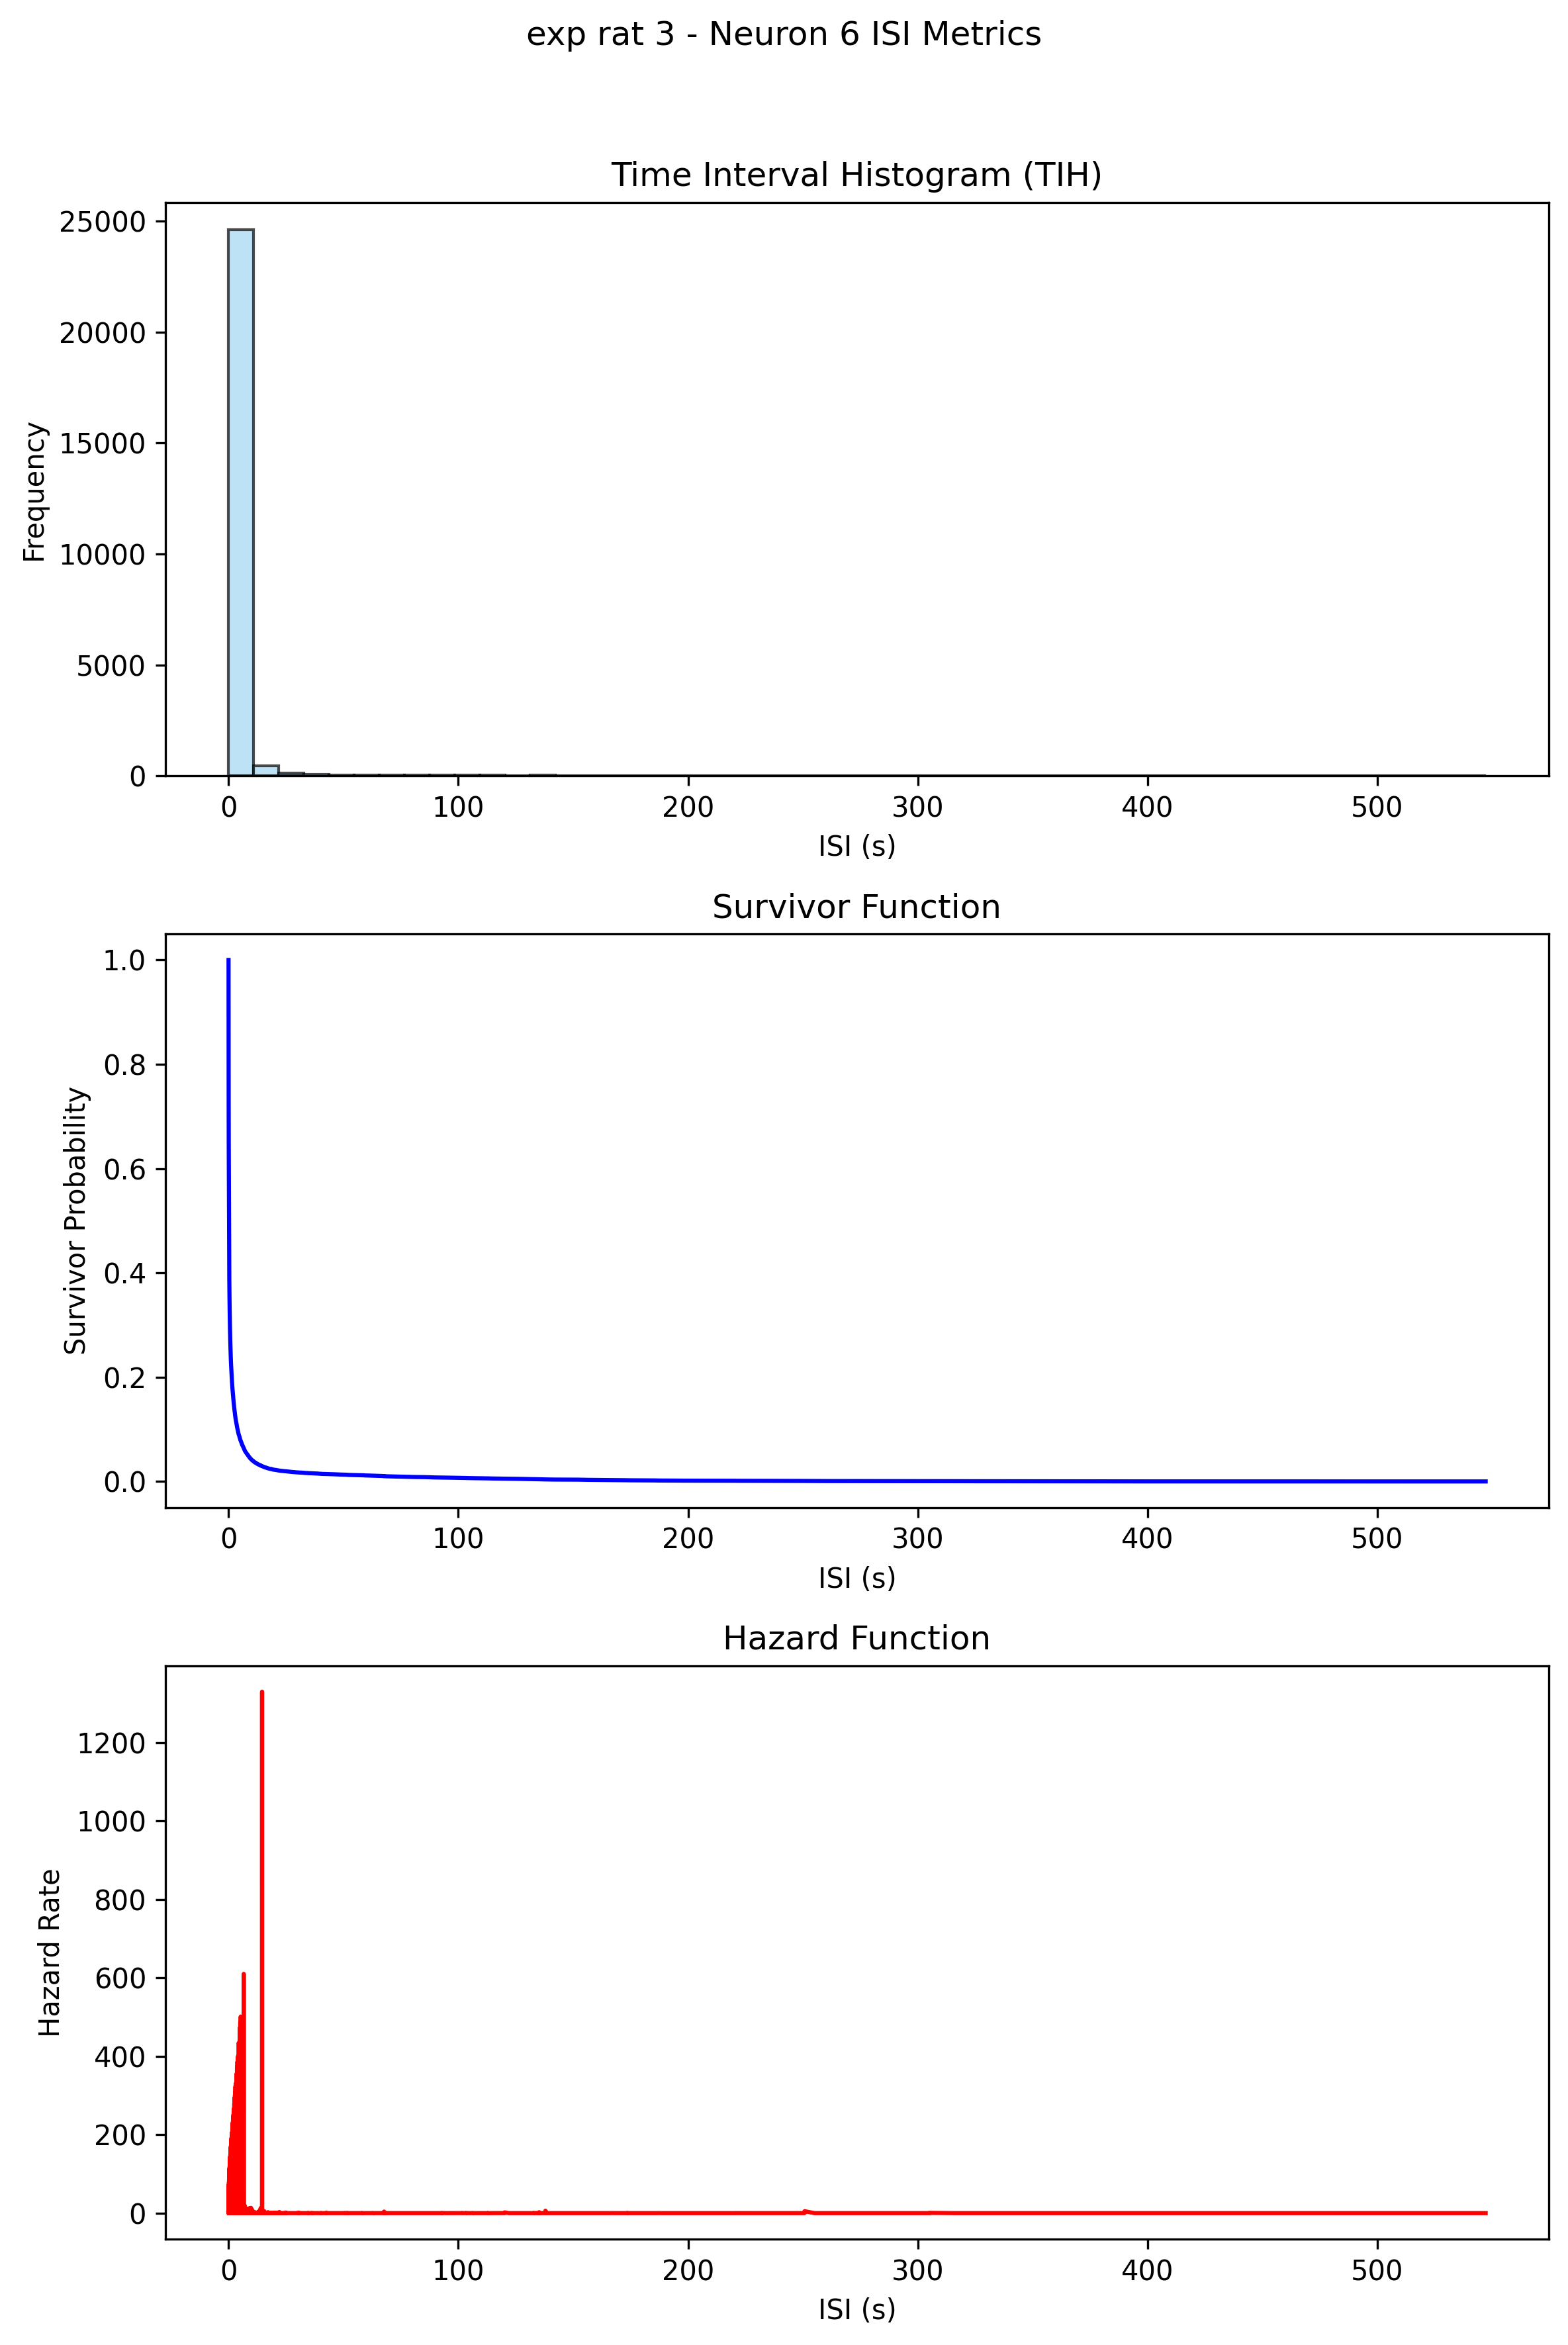 exp rat 3 - Neuron 6 ISI Metrics
Time Interval Histogram (TIH)
25000
20000
15000
10000
5000
0
Frequency
0 100 200 300 400 500
ISI (s)
Survivor Function
1.0
0.8
0.6
0.4
0.2
0.0
Survivor Probability
0 100 200 300 400 500
ISI (s)
Hazard Function
1200
1000
800
600
400
200
0
Hazard Rate
0 100 200 300 400 500
ISI (s)